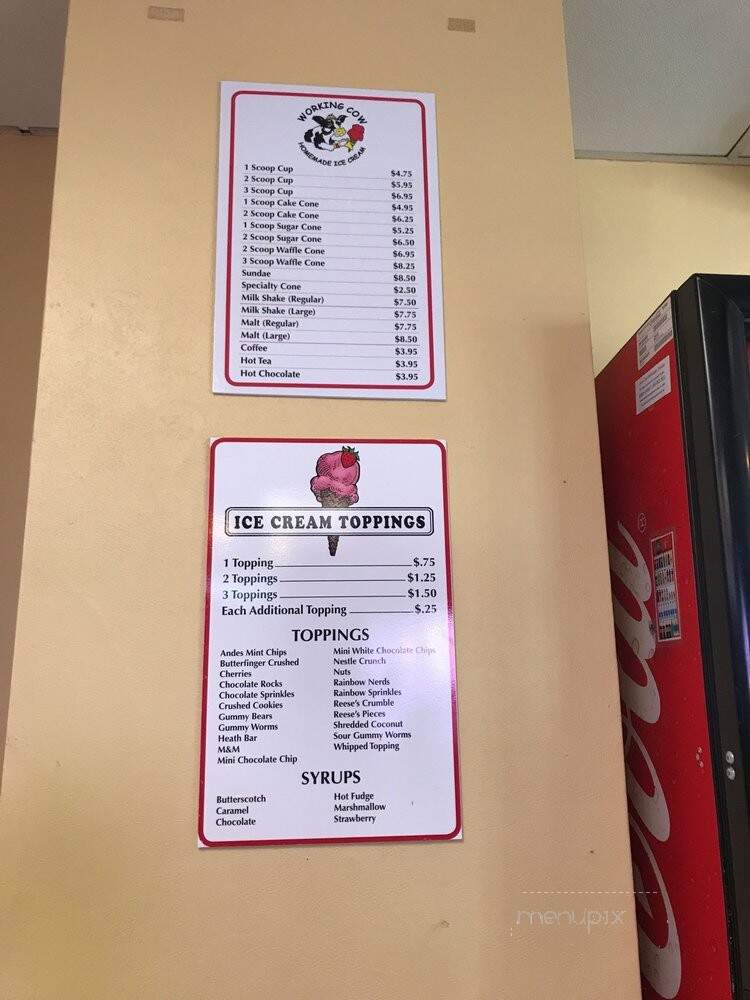 WORKING COW
HOMEMADE ICE CREAM
1 Scoop Cup $4.75
2 Scoop Cup $5.95
3 Scoop Cup $6.95
1 Scoop Cake Cone $4.95
2 Scoop Cake Cone $6.25
1 Scoop Sugar Cone $5.25
2 Scoop Sugar Cone $6.50
2 Scoop Waffle Cone $6.95
3 Scoop Waffle Cone $8.25
Sundae $8.50
Specialty Cone $2.50
Milk Shake (Regular) $7.50
Milk Shake (Large) $7.75
Malt (Regular) $7.75
Malt (Large) $8.50
Coffee $3.95
Hot Tea $3.95
Hot Chocolate $3.95
ICE CREAM TOPPINGS
1 Topping $.75
2 Toppings $1.25
3 Toppings $1.50
Each Additional Topping $.25
TOPPINGS
Andes Mint Chips
Butterfinger Crushed
Cherries
Chocolate Rocks
Chocolate Sprinkles
Crushed Cookies
Gummy Bears
Gummy Worms
Heath Bar
M&M
Mini Chocolate Chip
Mini White Chocolate Chips
Nestle Crunch
Nuts
Rainbow Nerds
Rainbow Sprinkles
Reese's Crumble
Reese's Pieces
Shredded Coconut
Sour Gummy Worms
Whipped Topping
SYRUPS
Butterscotch
Caramel
Chocolate
Hot Fudge
Marshmallow
Strawberry
menupix